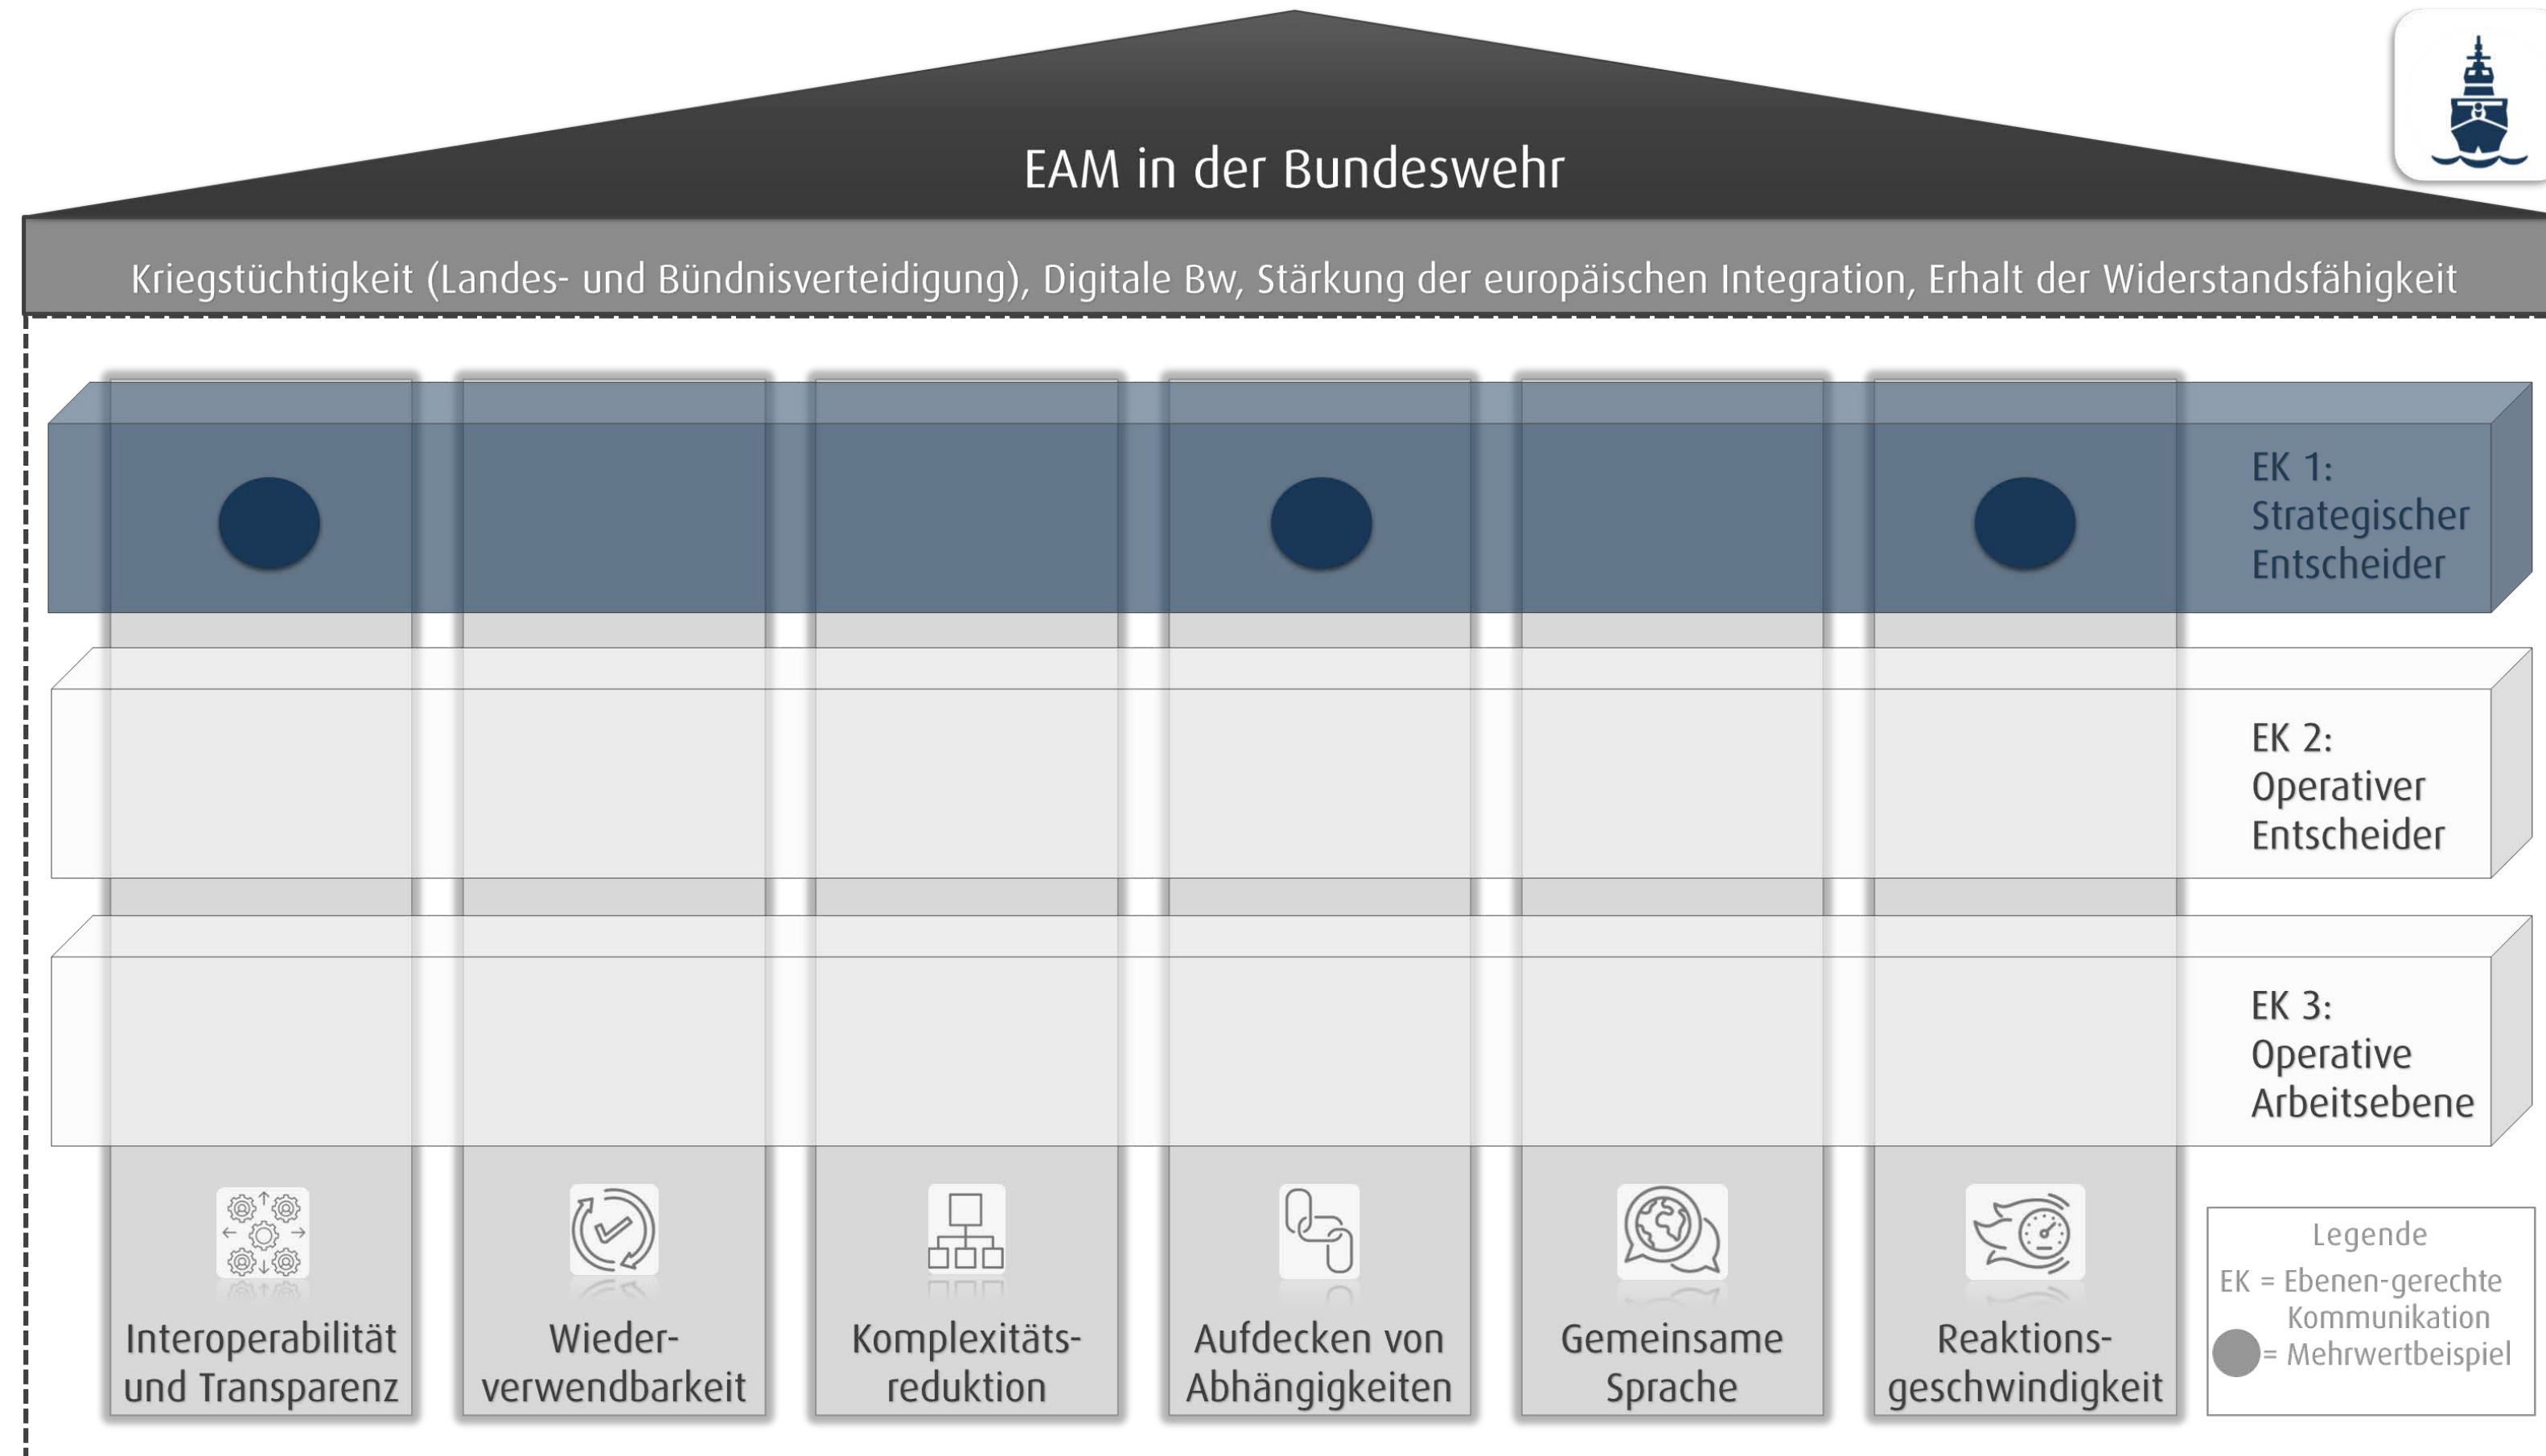 EAM in der Bundeswehr
Kriegstüchtigkeit (Landes- und Bündnisverteidigung), Digitale Bw, Stärkung der europäischen Integration, Erhalt der Widerstandsfähigkeit
EK 1:
Strategischer
Entscheider
EK 2:
Operativer
Entscheider
EK 3:
Operative
Arbeitsebene
Interoperabilität
und Transparenz
Wieder-
verwendbarkeit
Komplexitäts-
reduktion
Aufdecken von
Abhängigkeiten
Gemeinsame
Sprache
Reaktions-
geschwindigkeit
Legende
EK = Ebenen-gerechte
Kommunikation
= Mehrwertbeispiel